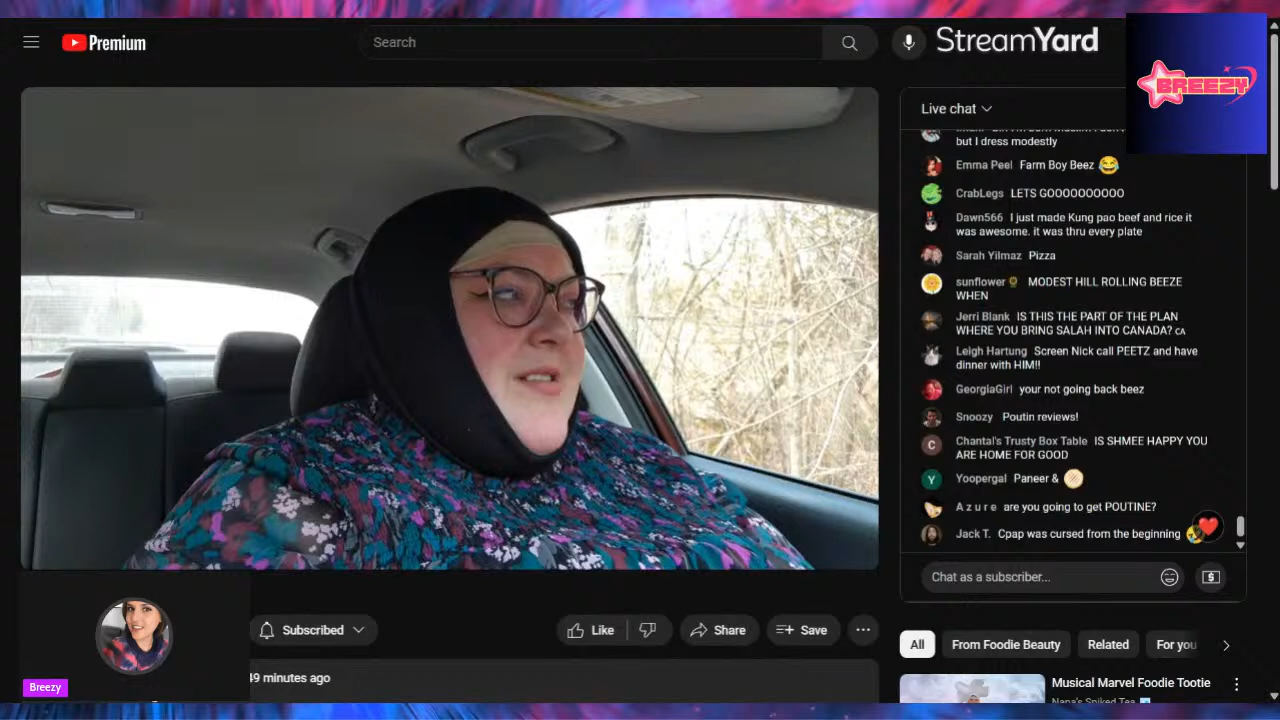 Premium
Search
StreamYard
BREEZY
Live chat
but I dress modestly
Emma Peel Farm Boy Beez 😂
CrabLegs LETS GOOOOOOOOOO
Dawn566 I just made Kung pao beef and rice it
was awesome. it was thru every plate
Sarah Yilmaz Pizza
sunflower🌻 MODEST HILL ROLLING BEEZE
WHEN
Jerri Blank IS THIS THE PART OF THE PLAN
WHERE YOU BRING SALAH INTO CANADA? CA
Leigh Hartung Screen Nick call PEETZ and have
dinner with HIM!!
GeorgiaGirl your not going back beez
Snoozy Poutin reviews!
C Chantal's Trusty Box Table IS SHMEE HAPPY YOU
ARE HOME FOR GOOD
Y Yoopergal Paneer & 🫓
A z u r e are you going to get POUTINE?
Jack T. Cpap was cursed from the beginning
Chat as a subscriber...
Subscribed
Like
Share
Save
All
From Foodie Beauty
Related
For you
49 minutes ago
Breezy
Musical Marvel Foodie Tootie
Nana's Spiked Tea